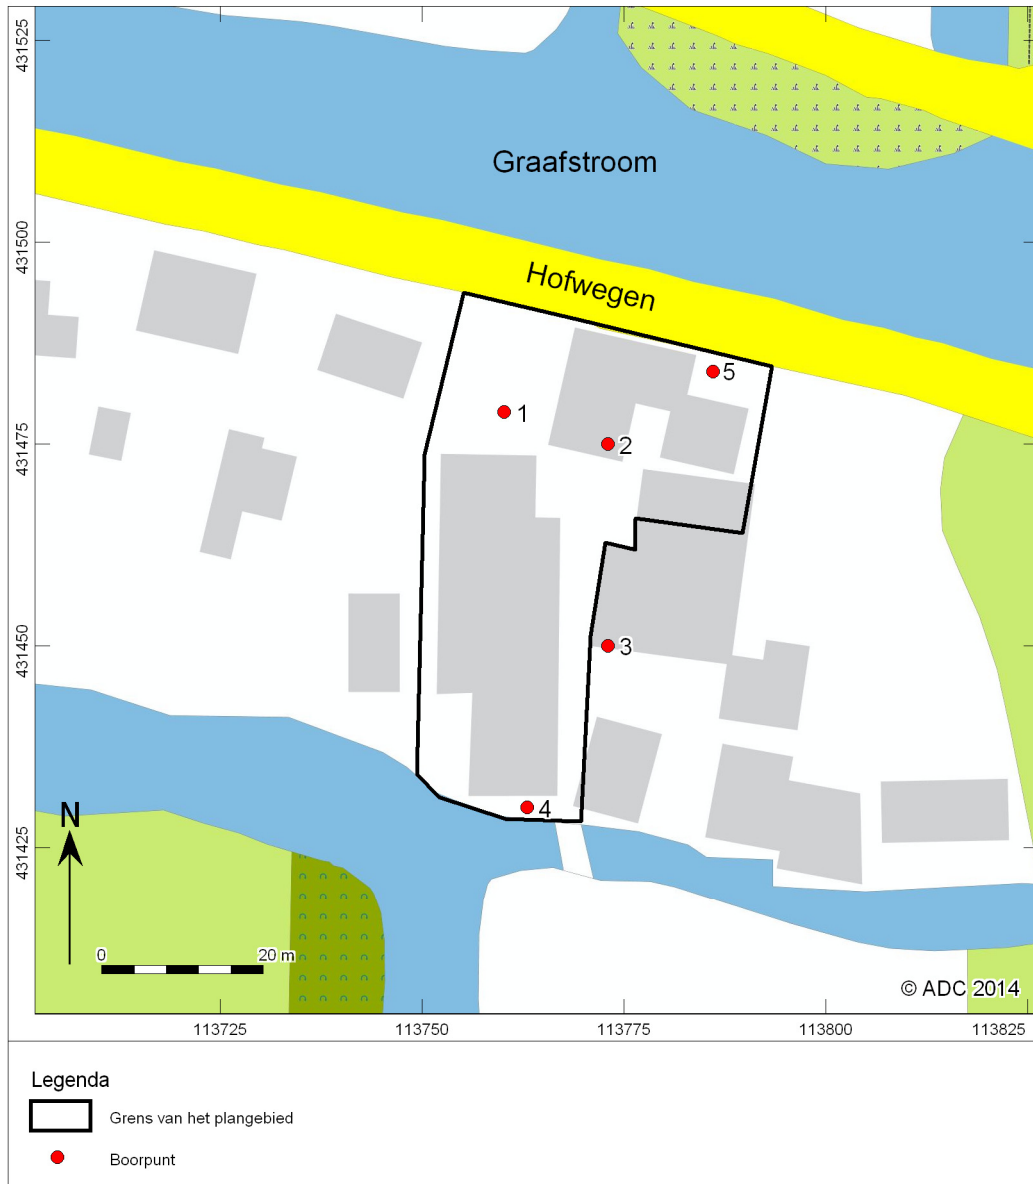 431525
431500
431475
431450
431425
Graafstroom
Hofwegen
1
2
5
3
4
N
0 20 m
© ADC 2014
113725 113750 113775 113800 113825
Legenda
Grens van het plangebied
Boorpunt